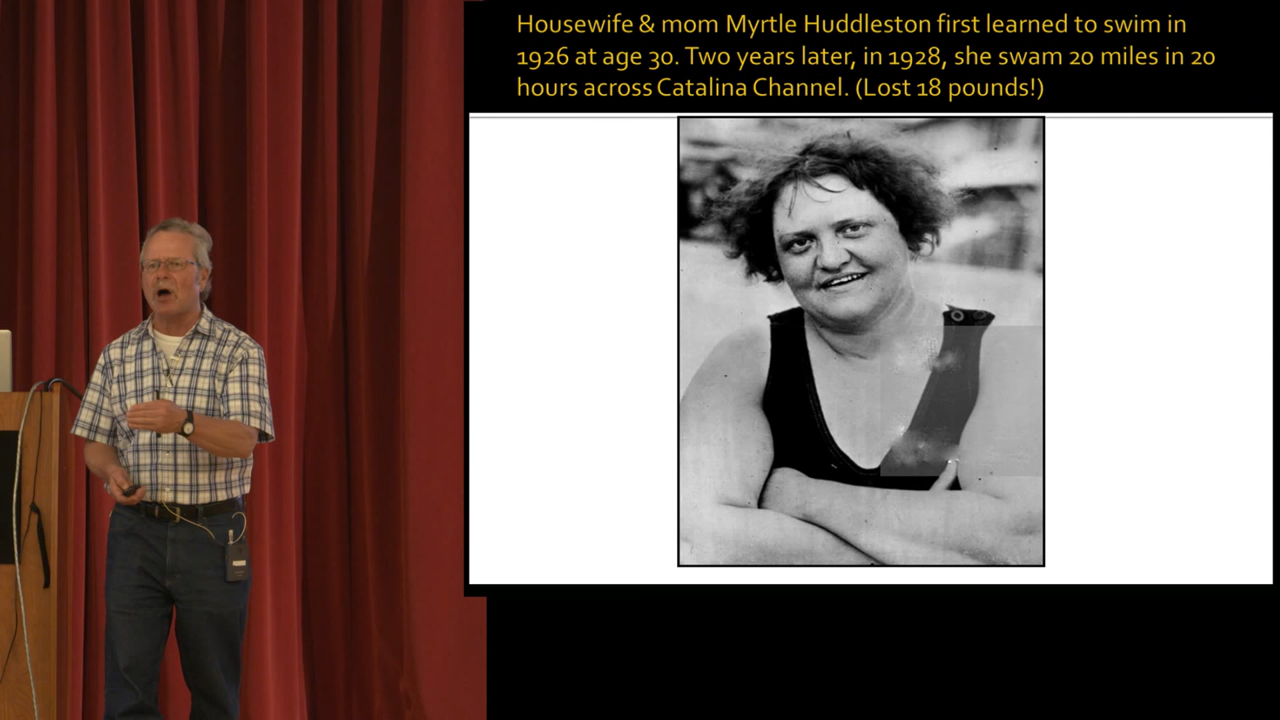 Housewife & mom Myrtle Huddleston first learned to swim in
1926 at age 30. Two years later, in 1928, she swam 20 miles in 20
hours across Catalina Channel. (Lost 18 pounds!)